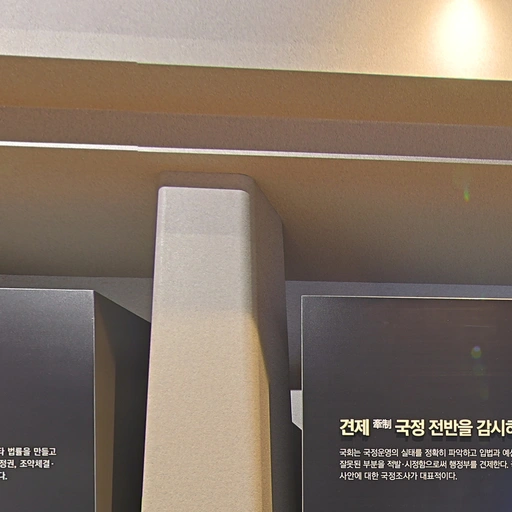 법률을 만들고
정권, 조약체결·
다.
견제 牽制 국정 전반을 감시하
국회는 국정운영의 실태를 정확히 파악하고 입법과 예산
잘못된 부분을 적발·시정함으로써 행정부를 견제한다.
사안에 대한 국정조사가 대표적이다.